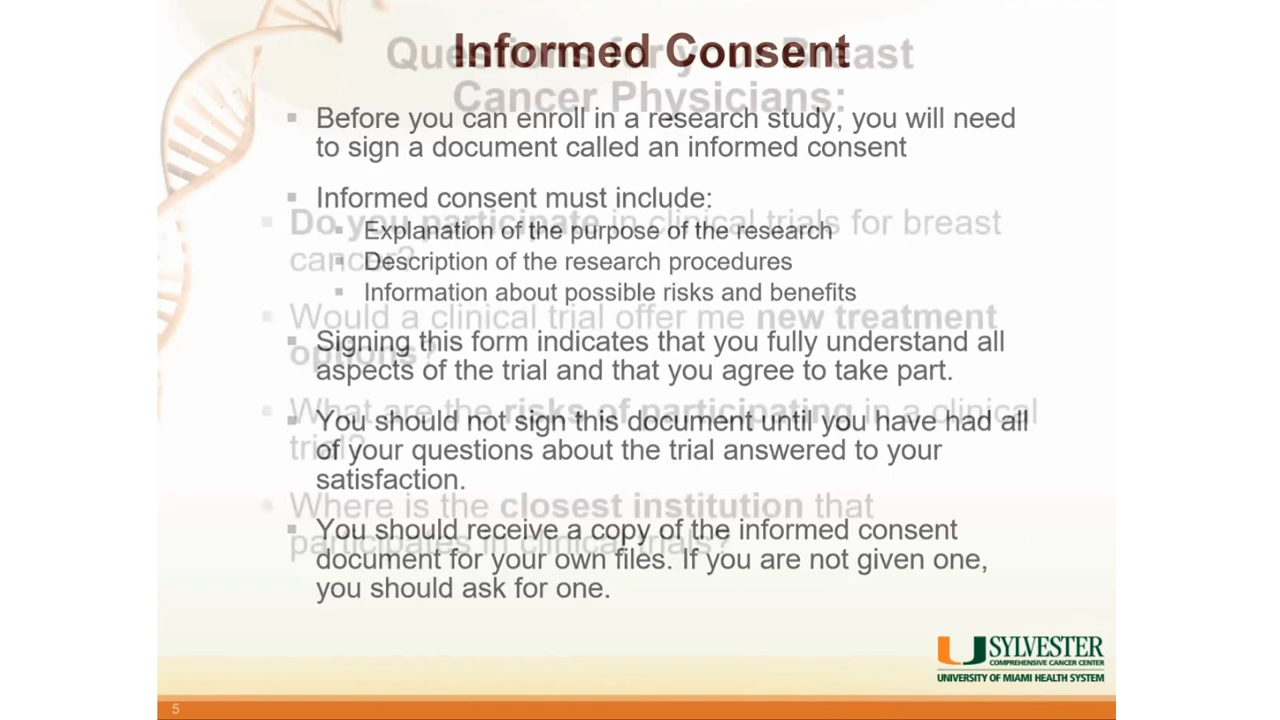 Informed Consent
Questions for your Breast
Cancer Physicians:
▪ Before you can enroll in a research study, you will need
to sign a document called an informed consent
▪ Informed consent must include:
▪ Explanation of the purpose of the research
▪ Description of the research procedures
▪ Information about possible risks and benefits
▪ Signing this form indicates that you fully understand all
aspects of the trial and that you agree to take part.
▪ You should not sign this document until you have had all
of your questions about the trial answered to your
satisfaction.
▪ You should receive a copy of the informed consent
document for your own files. If you are not given one,
you should ask for one.
▪ Do you participate in clinical trials for breast
cancer?
▪ Would a clinical trial offer me new treatment
options?
▪ What are the risks of participating in a clinical
trial?
▪ Where is the closest institution that
participates in clinical trials?
SYLVESTER
COMPREHENSIVE CANCER CENTER
UNIVERSITY OF MIAMI HEALTH SYSTEM
5